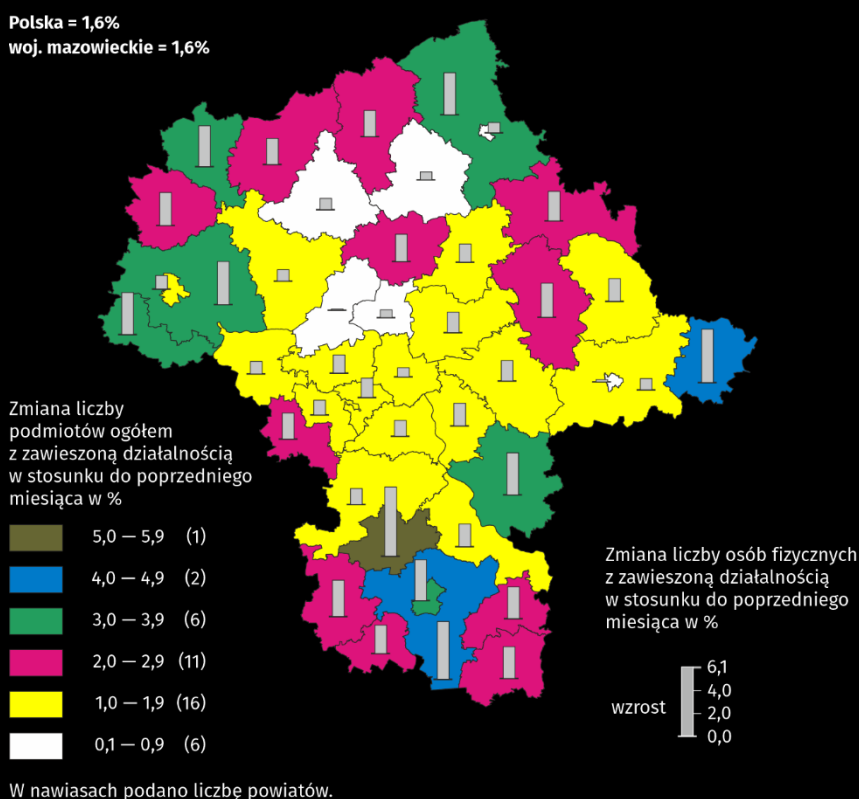 Polska = 1,6%
woj. mazowieckie = 1,6%
Zmiana liczby
podmiotów ogółem
z zawieszoną działalnością
w stosunku do poprzedniego
miesiąca w %
5,0 — 5,9 (1)
4,0 — 4,9 (2)
3,0 — 3,9 (6)
2,0 — 2,9 (11)
1,0 — 1,9 (16)
0,1 — 0,9 (6)
W nawiasach podano liczbę powiatów.
Zmiana liczby osób fizycznych
z zawieszoną działalnością
w stosunku do poprzedniego
miesiąca w %
wzrost
6,1
4,0
2,0
0,0